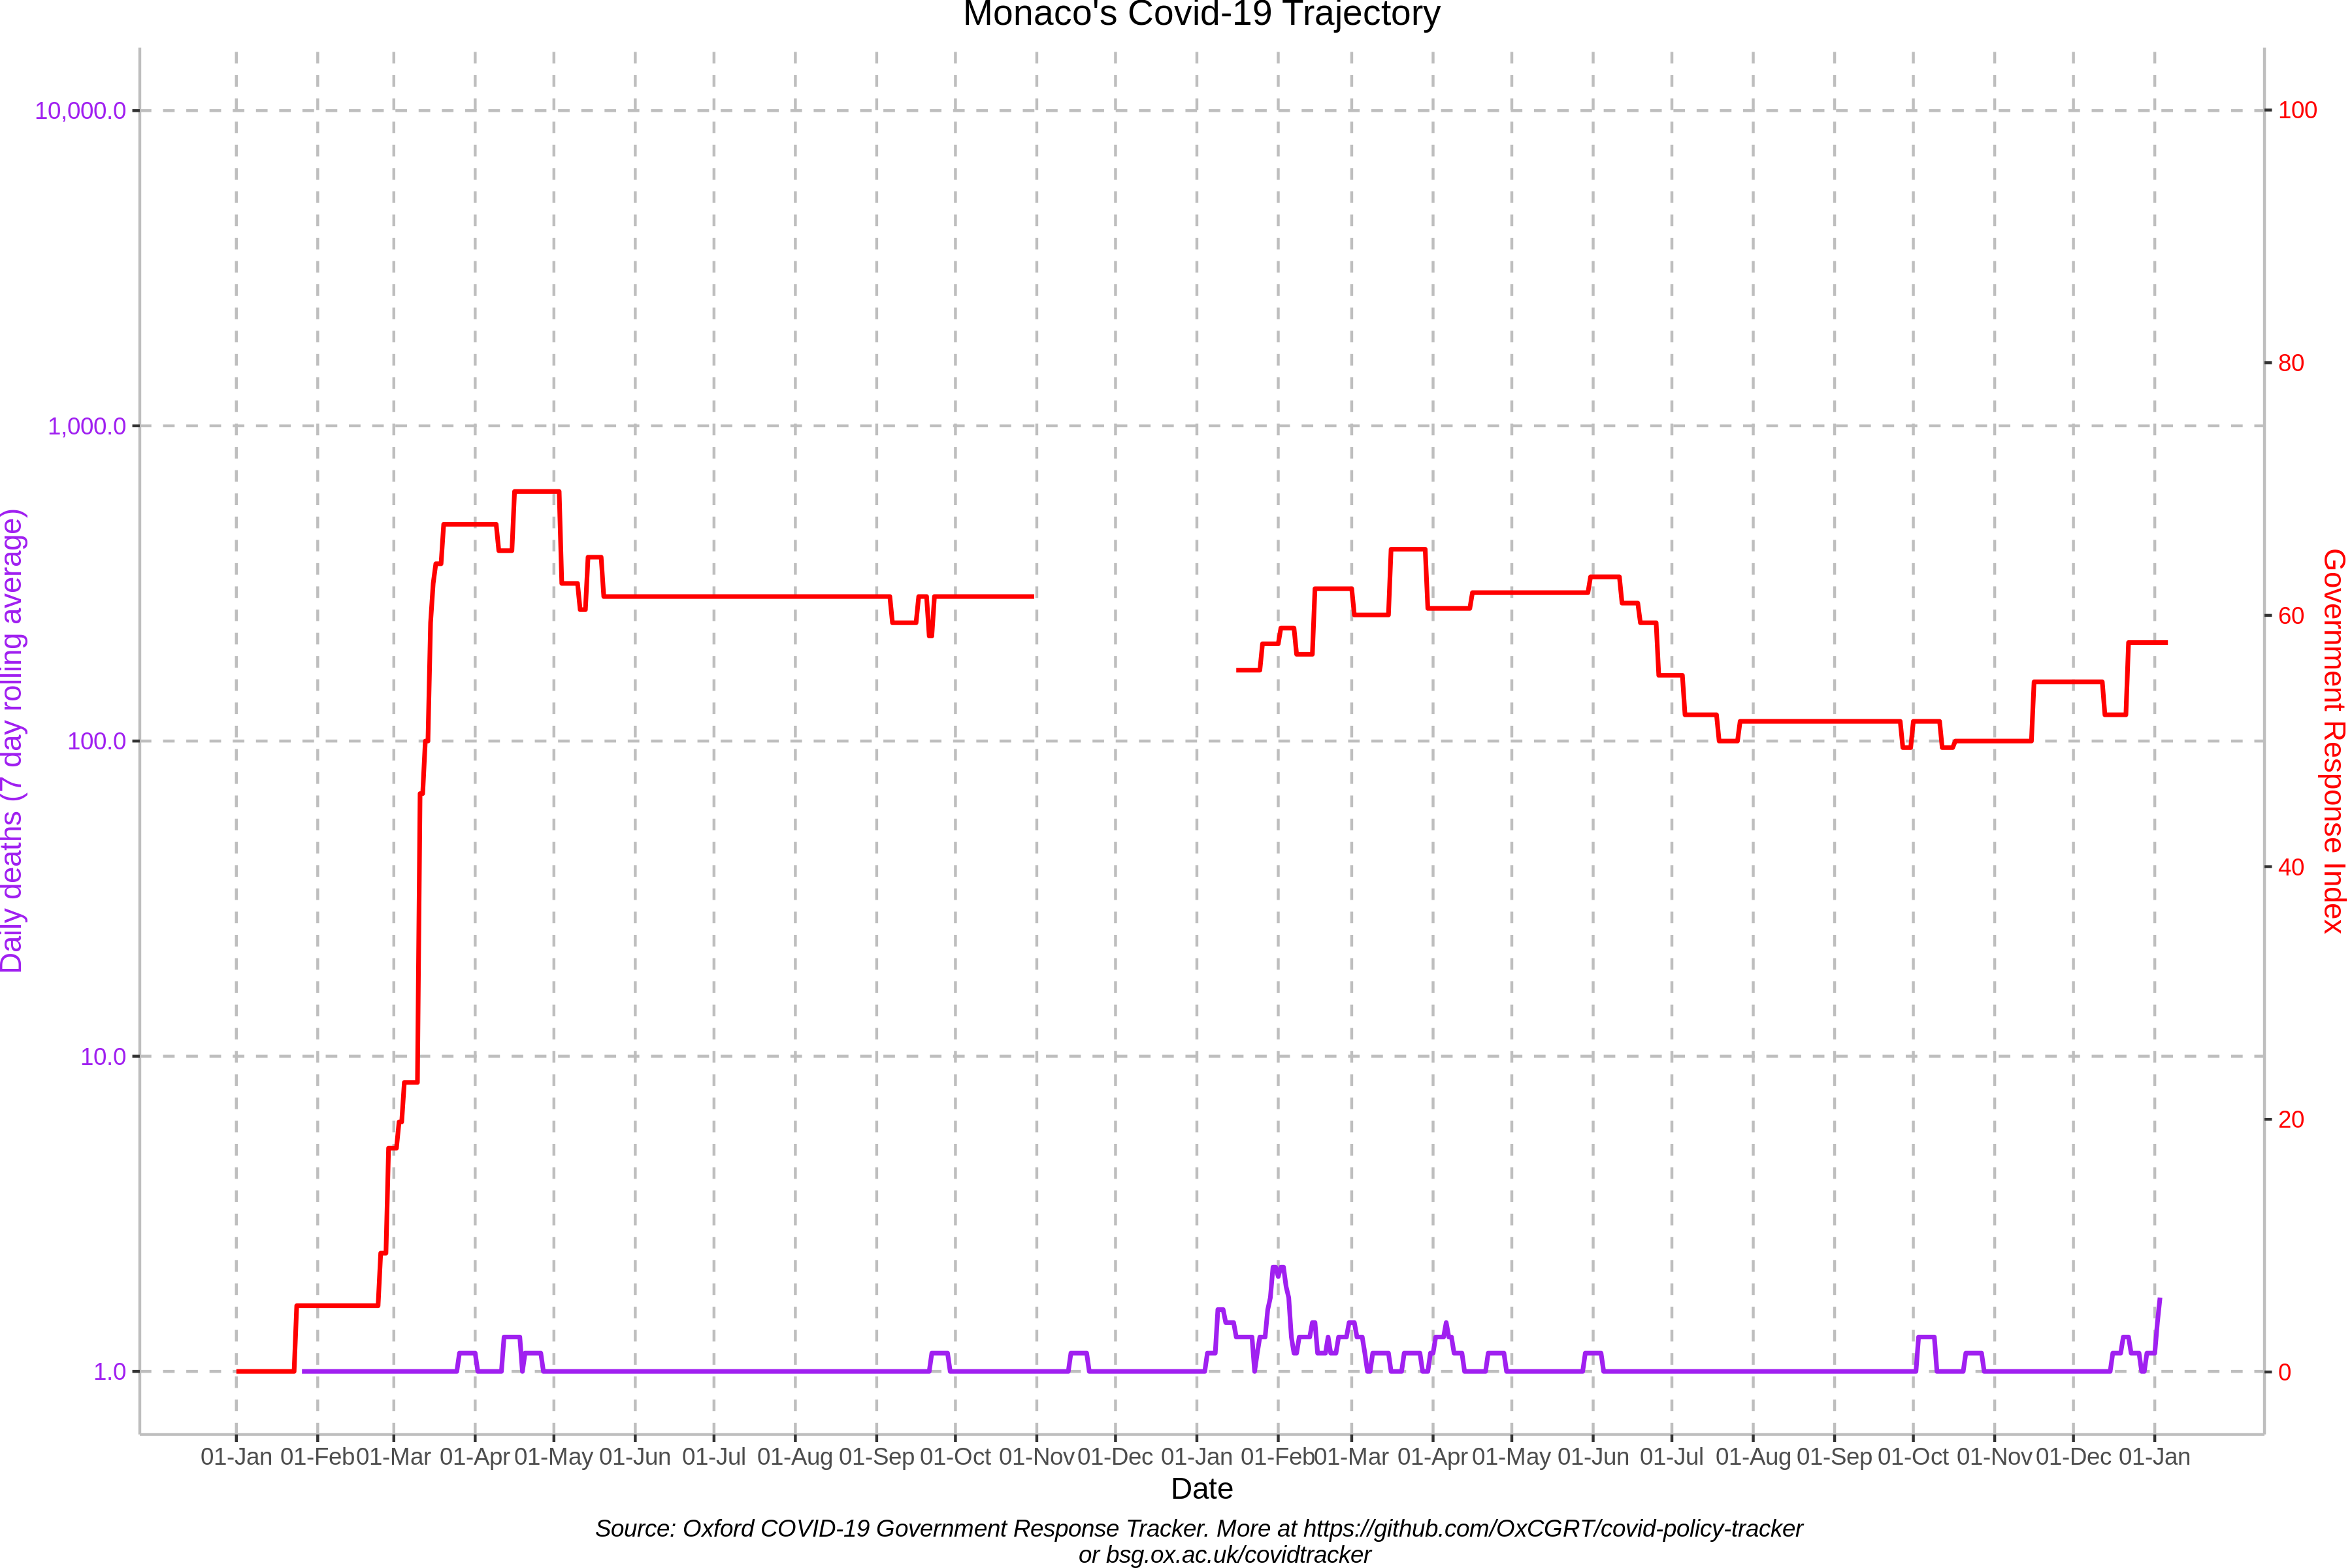 Monaco's Covid-19 Trajectory
10,000.0
1,000.0
100.0
10.0
1.0
Daily deaths (7 day rolling average)
100
80
60
40
20
0
Government Response Index
01-Jan 01-Feb 01-Mar 01-Apr 01-May 01-Jun 01-Jul 01-Aug 01-Sep 01-Oct 01-Nov 01-Dec 01-Jan 01-Feb 01-Mar 01-Apr 01-May 01-Jun 01-Jul 01-Aug 01-Sep 01-Oct 01-Nov 01-Dec 01-Jan
Date
Source: Oxford COVID-19 Government Response Tracker. More at https://github.com/OxCGRT/covid-policy-tracker
or bsg.ox.ac.uk/covidtracker